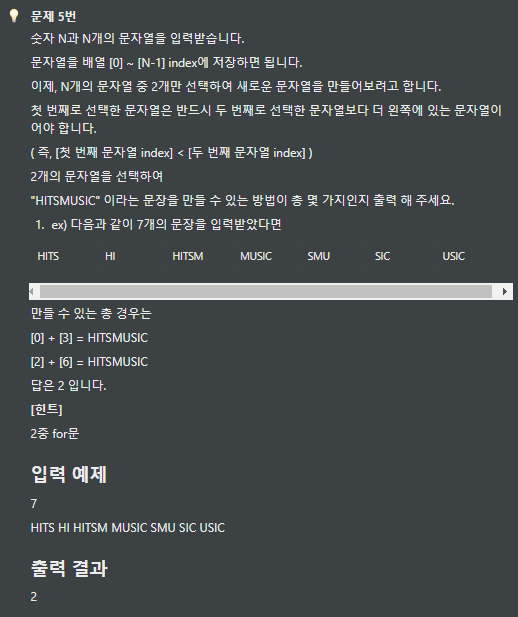 문제 5번
숫자 N과 N개의 문자열을 입력받습니다.
문자열을 배열 [0] ~ [N-1] index에 저장하면 됩니다.
이제, N개의 문자열 중 2개만 선택하여 새로운 문자열을 만들어보려고 합니다.
첫 번째로 선택한 문자열은 반드시 두 번째로 선택한 문자열보다 더 왼쪽에 있는 문자열이
어야 합니다.
( 즉, [첫 번째 문자열 index] < [두 번째 문자열 index] )
2개의 문자열을 선택하여
"HITSMUSIC" 이라는 문장을 만들 수 있는 방법이 총 몇 가지인지 출력 해 주세요.
1. ex) 다음과 같이 7개의 문장을 입력받았다면
HITS HI HITSM MUSIC SMU SIC USIC
만들 수 있는 총 경우는
[0] + [3] = HITSMUSIC
[2] + [6] = HITSMUSIC
답은 2 입니다.
[힌트]
2중 for문
입력 예제
7
HITS HI HITSM MUSIC SMU SIC USIC
출력 결과
2